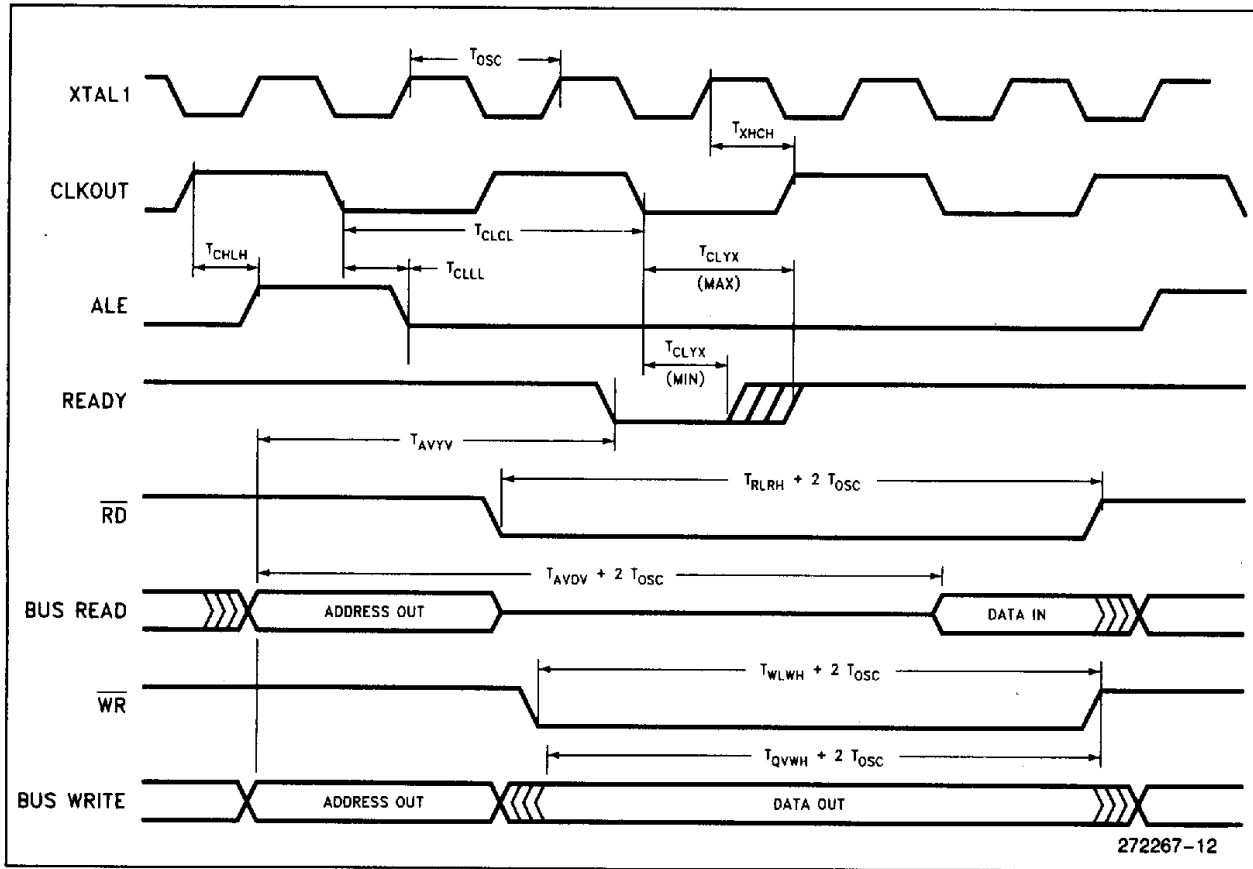 T_OSC
XTAL1
T_XHCH
CLKOUT
T_CLCL
T_CHLH
T_CLLL
T_CLYX
(MAX)
ALE
T_CLYX
(MIN)
READY
T_AVYV
T_RLRH + 2 T_OSC
RD
T_AVDV + 2 T_OSC
BUS READ
ADDRESS OUT
DATA IN
T_WLWH + 2 T_OSC
WR
T_QVWH + 2 T_OSC
BUS WRITE
ADDRESS OUT
DATA OUT
272267-12